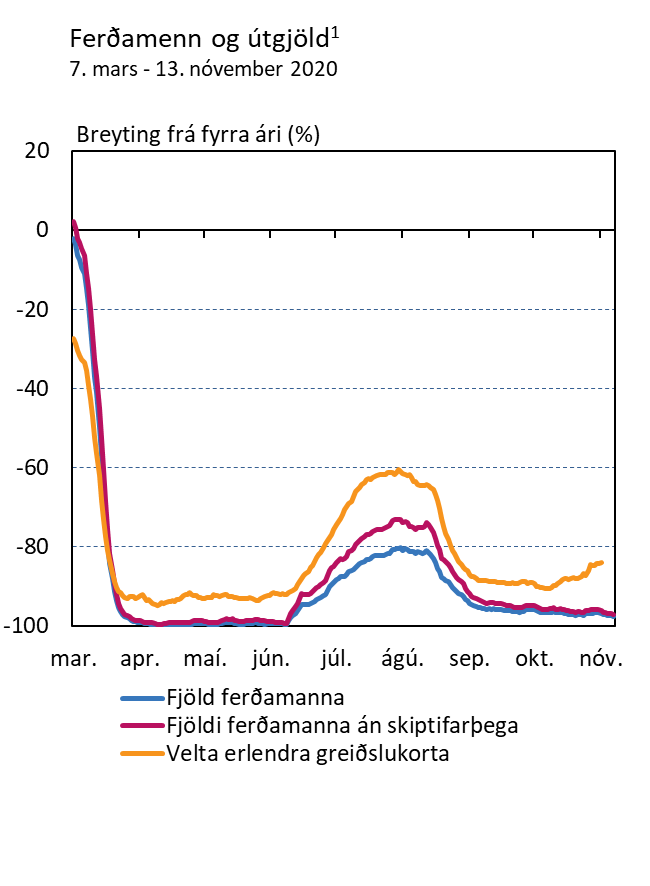 Ferðamenn og útgjöld¹
7. mars - 13. nóvember 2020
Breyting frá fyrra ári (%)
20
0
-20
-40
-60
-80
-100
mar. apr. maí. jún. júl. ágú. sep. okt. nóv.
Fjöld ferðamanna
Fjöldi ferðamanna án skiptifarþega
Velta erlendra greiðslukorta